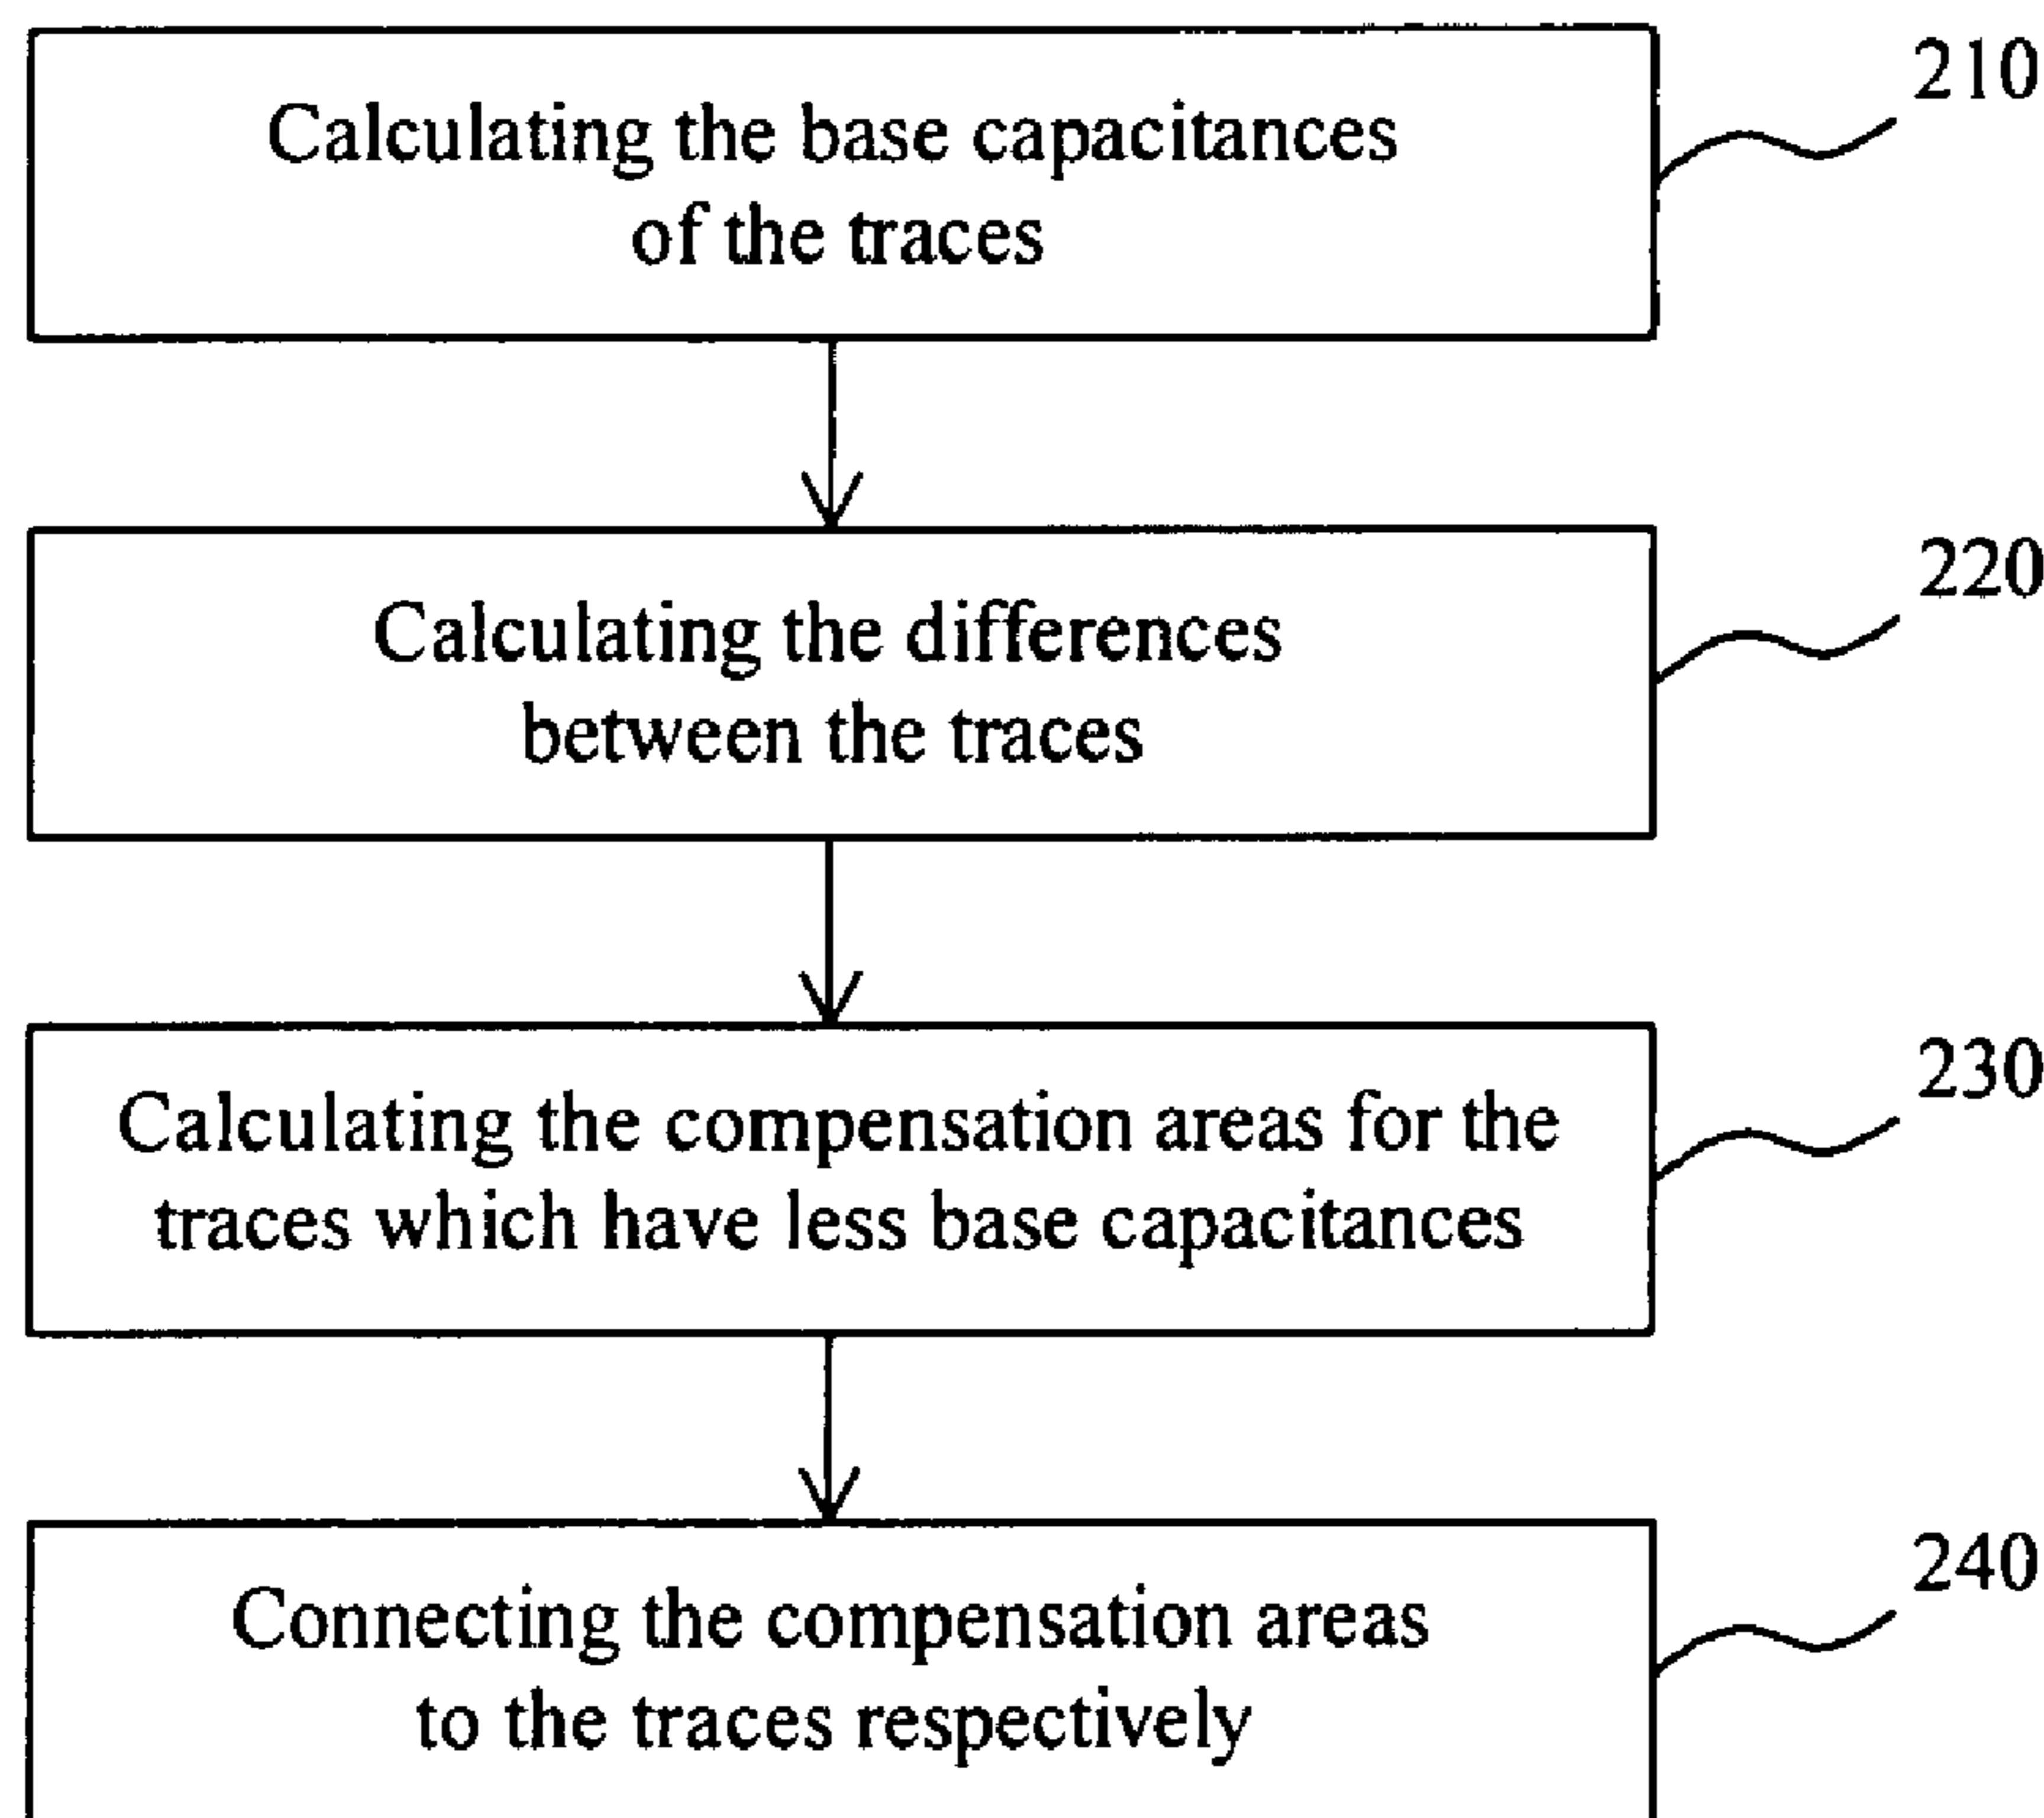 Calculating the base capacitances
of the traces
210
Calculating the differences
between the traces
220
Calculating the compensation areas for the
traces which have less base capacitances
230
Connecting the compensation areas
to the traces respectively
240